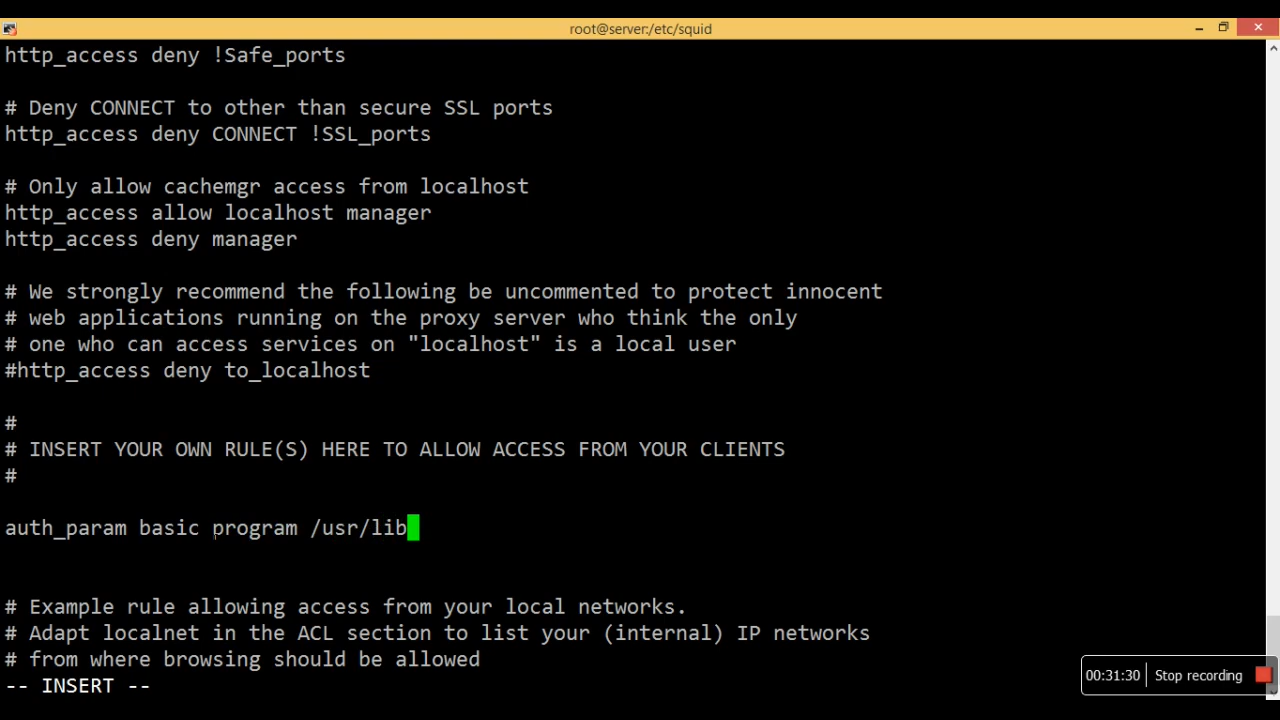 root@server:/etc/squid
http_access deny !Safe_ports
# Deny CONNECT to other than secure SSL ports
http_access deny CONNECT !SSL_ports
# Only allow cachemgr access from localhost
http_access allow localhost manager
http_access deny manager
# We strongly recommend the following be uncommented to protect innocent
# web applications running on the proxy server who think the only
# one who can access services on "localhost" is a local user
#http_access deny to_localhost
#
# INSERT YOUR OWN RULE(S) HERE TO ALLOW ACCESS FROM YOUR CLIENTS
#
auth_param basic program /usr/lib
# Example rule allowing access from your local networks.
# Adapt localnet in the ACL section to list your (internal) IP networks
# from where browsing should be allowed
-- INSERT --
00:31:30 Stop recording